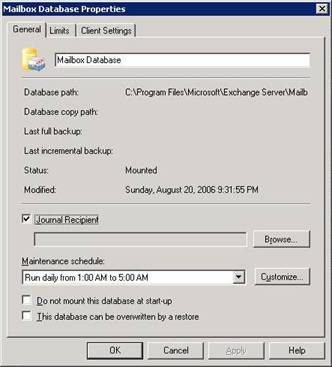 Mailbox Database Properties
General Limits Client Settings
Mailbox Database
Database path: C:\Program Files\Microsoft\Exchange Server\Mailb
Database copy path:
Last full backup:
Last incremental backup:
Status: Mounted
Modified: Sunday, August 20, 2006 9:31:55 PM
Journal Recipient
Browse...
Maintenance schedule:
Run daily from 1:00 AM to 5:00 AM Customize...
Do not mount this database at start-up
This database can be overwritten by a restore
OK Cancel Apply Help